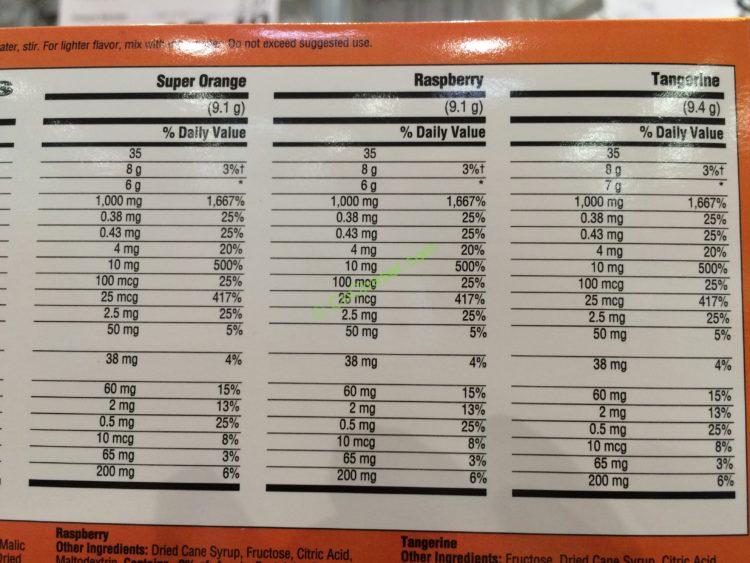 ater, stir. For lighter flavor, mix with Do not exceed suggested use.
s Super Orange Raspberry Tangerine
(9.1 g) (9.1 g) (9.4 g)
% Daily Value % Daily Value % Daily Value
35 35 35
8 g 3%† 8 g 3%† 8 g 3%†
6 g * 6 g * 7 g *
1,000 mg 1,667% 1,000 mg 1,667% 1,000 mg 1,667%
0.38 mg 25% 0.38 mg 25% 0.38 mg 25%
0.43 mg 25% 0.43 mg 25% 0.43 mg 25%
4 mg 20% 4 mg 20% 4 mg 20%
10 mg 500% 10 mg 500% 10 mg 500%
100 mcg 25% 100 mcg 25% 100 mcg 25%
25 mcg 417% 25 mcg 417% 25 mcg 417%
2.5 mg 25% 2.5 mg 25% 2.5 mg 25%
50 mg 5% 50 mg 5% 50 mg 5%
38 mg 4% 38 mg 4% 38 mg 4%
60 mg 15% 60 mg 15% 60 mg 15%
2 mg 13% 2 mg 13% 2 mg 13%
0.5 mg 25% 0.5 mg 25% 0.5 mg 25%
10 mcg 8% 10 mcg 8% 10 mcg 8%
65 mg 3% 65 mg 3% 65 mg 3%
200 mg 6% 200 mg 6% 200 mg 6%
Raspberry Tangerine
Malic Other Ingredients: Dried Cane Syrup, Fructose, Citric Acid, Other Ingredients: Fructose, Dried Cane Syrup, Citric Acid
Dried Maltodextrin